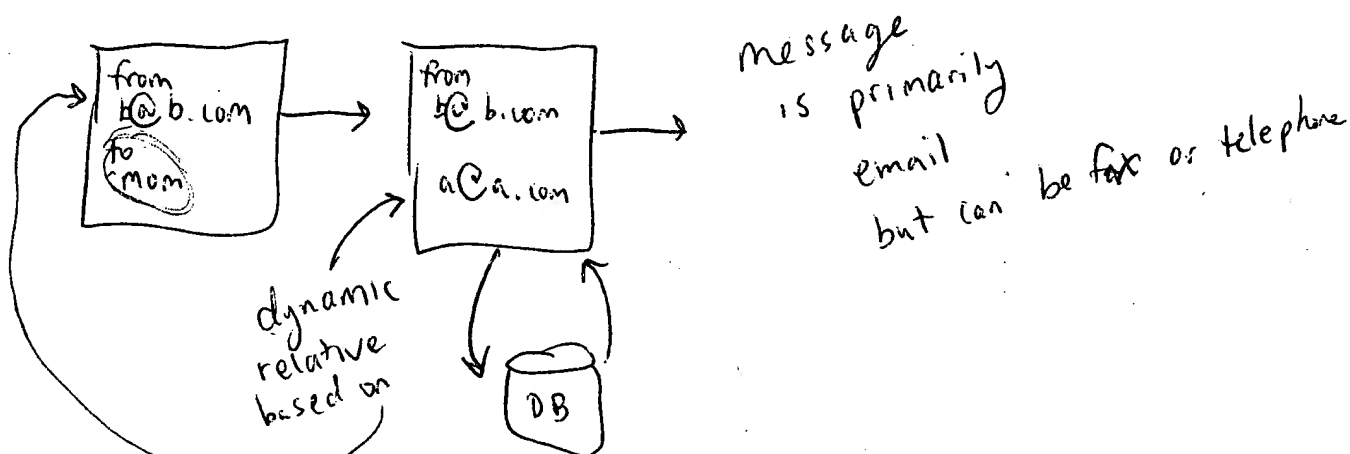 from
b@b.com
to
mom
from
b@b.com
a@a.com
dynamic
relative
based on
DB
message
is primarily
email
but can be fax or telephone